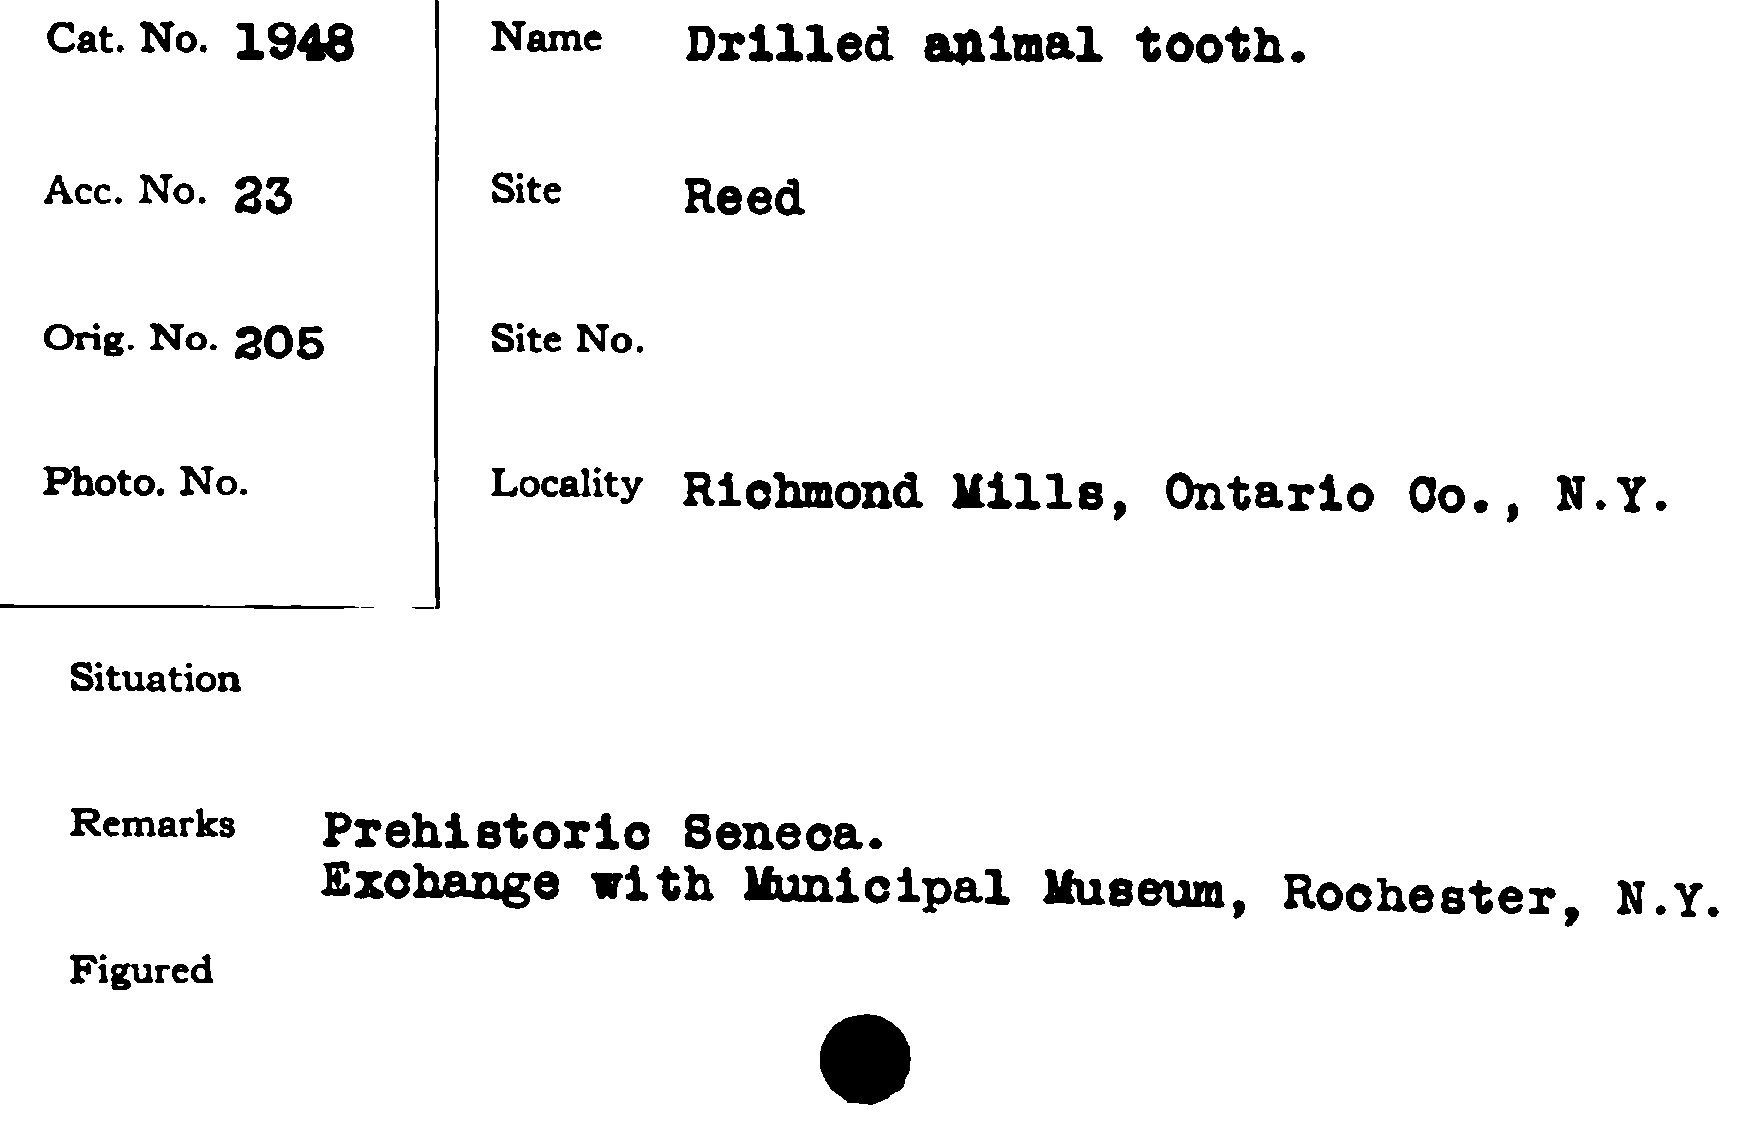 Cat. No. 1948
Name Drilled animal tooth.
Acc. No. 23
Site Reed
Orig. No. 205
Site No.
Photo. No.
Locality Richmond Mills, Ontario Co., N.Y.
Situation
Remarks Prehistoric Seneca.
Exchange with Municipal Museum, Rochester, N.Y.
Figured